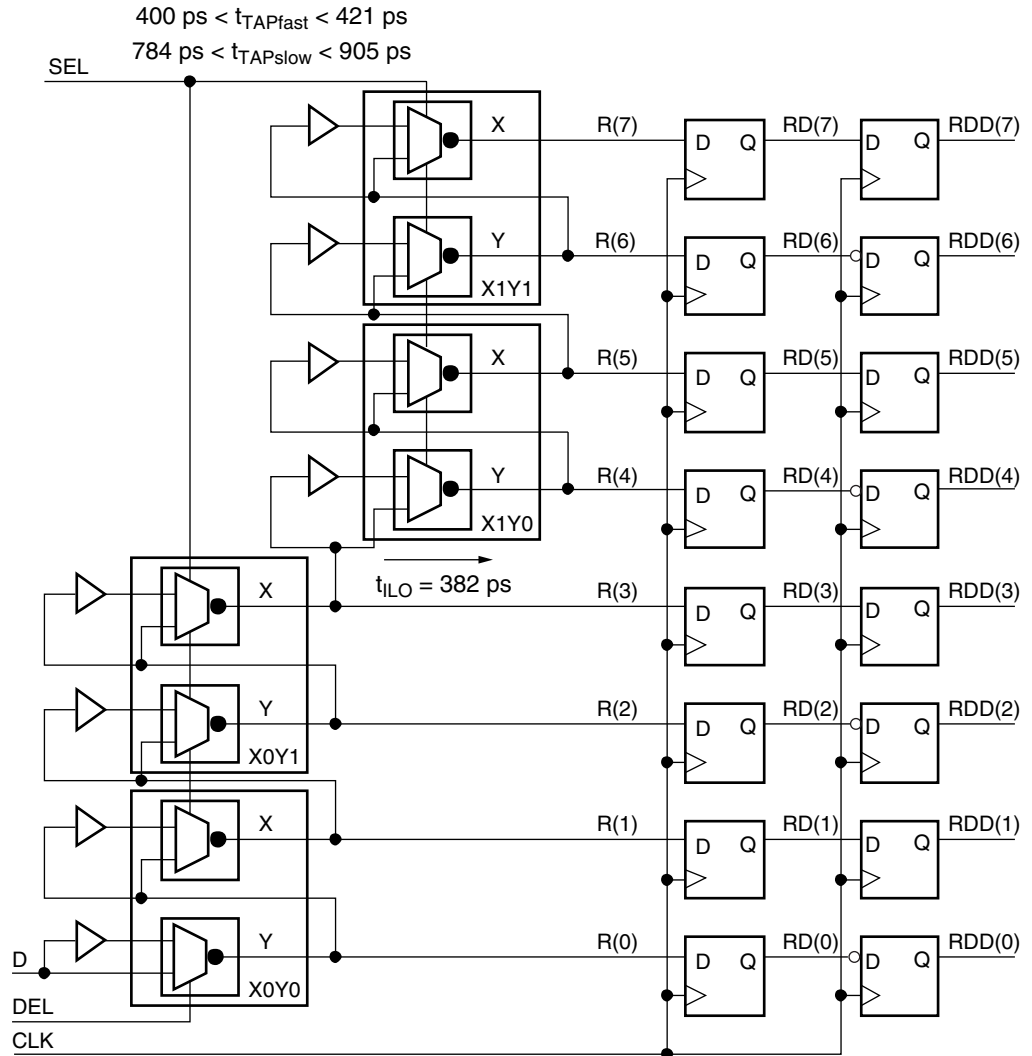 400 ps < tTAPfast < 421 ps
784 ps < tTAPslow < 905 ps
SEL
X R(7) D Q RD(7) D Q RDD(7)
Y R(6) D Q RD(6) D Q RDD(6)
X1Y1
X R(5) D Q RD(5) D Q RDD(5)
Y R(4) D Q RD(4) D Q RDD(4)
X1Y0
tILO = 382 ps
X R(3) D Q RD(3) D Q RDD(3)
Y R(2) D Q RD(2) D Q RDD(2)
X0Y1
X R(1) D Q RD(1) D Q RDD(1)
D Y R(0) D Q RD(0) D Q RDD(0)
X0Y0
DEL
CLK